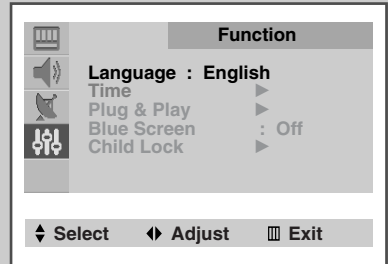 Function
Language : English
Time ►
Plug & Play ►
Blue Screen : Off
Child Lock ►
Select Adjust Exit